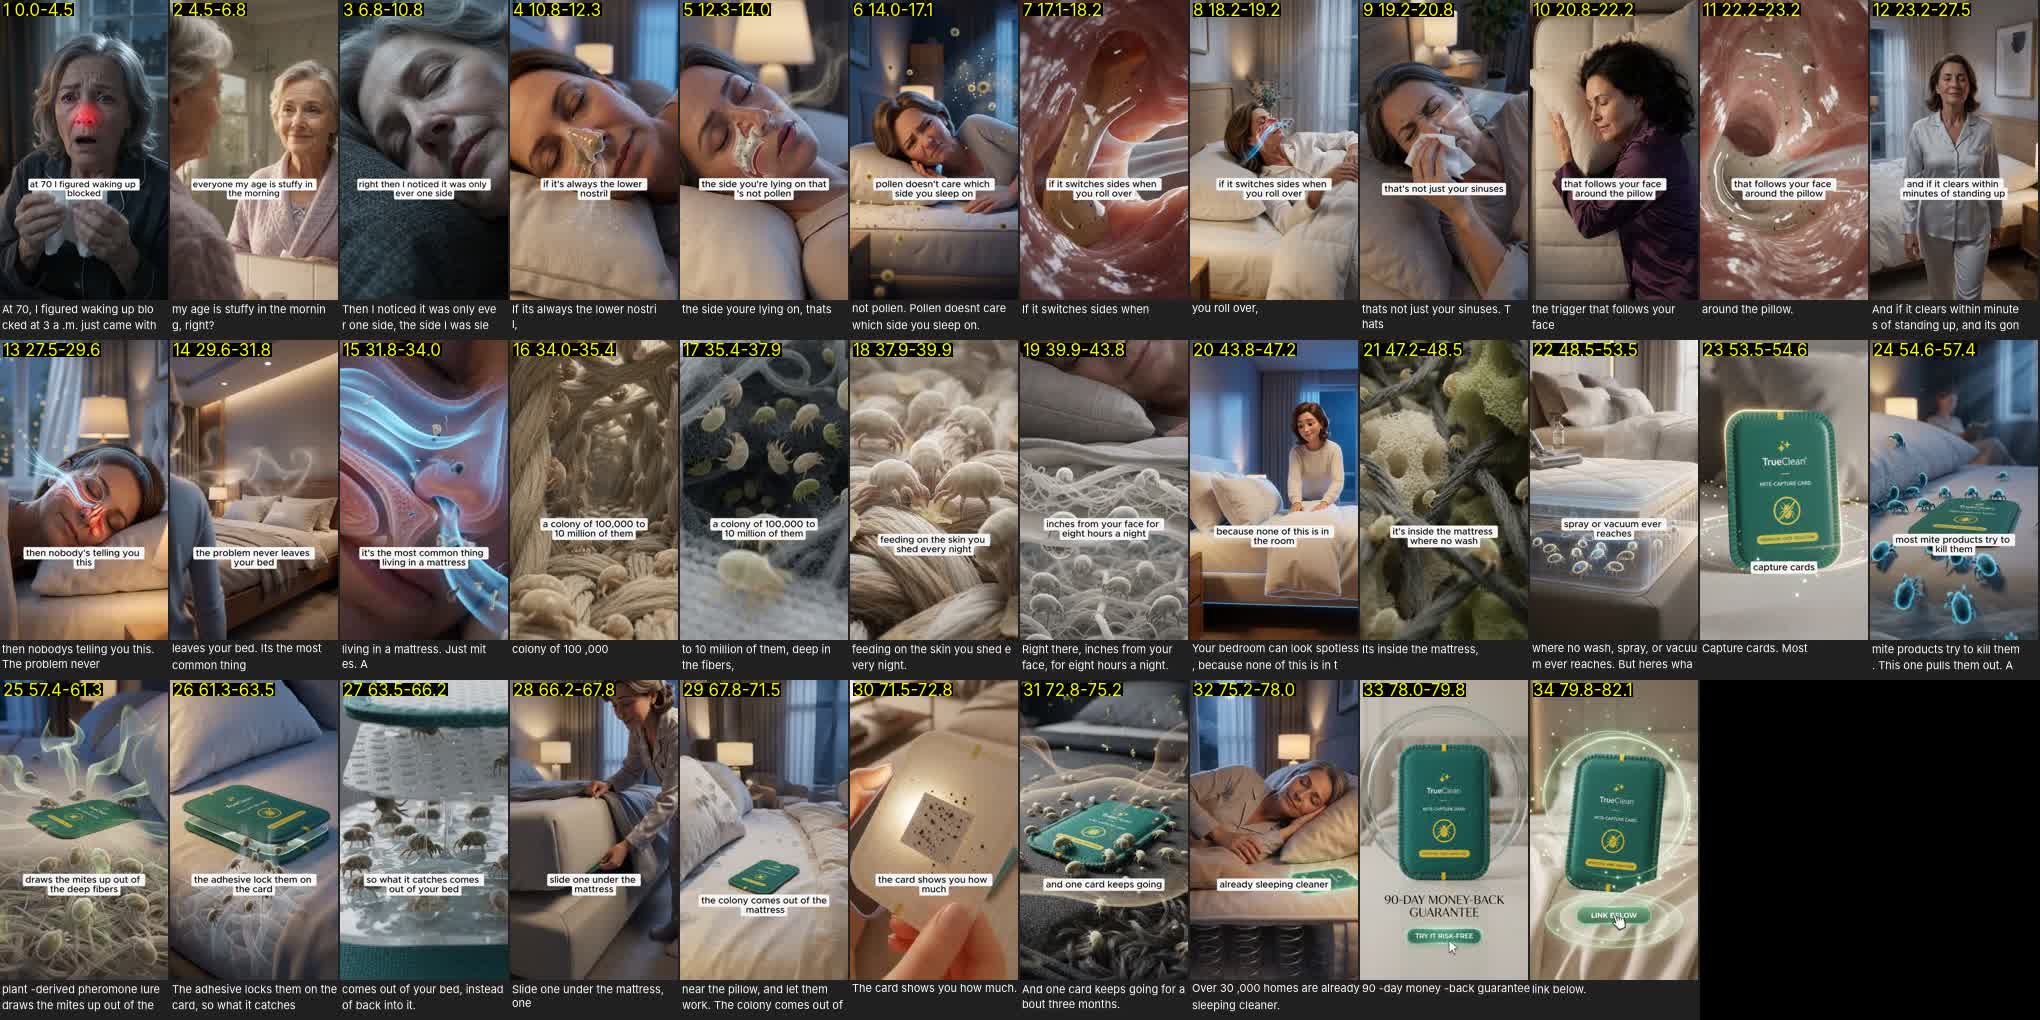 1 0.0-4.5
at 70 I figured waking up
blocked
At 70, I figured waking up blo
cked at 3 a .m. just came with
2 4.5-6.8
everyone my age is stuffy in
the morning
my age is stuffy in the mornin
g, right?
3 6.8-10.8
right then I noticed it was only
ever one side
Then I noticed it was only eve
r one side, the side I was sle
4 10.8-12.3
if it's always the lower
nostril
If its always the lower nostri
l,
5 12.3-14.0
the side you're lying on that
's not pollen
the side youre lying on, thats
6 14.0-17.1
pollen doesn't care which
side you sleep on
not pollen. Pollen doesnt care
which side you sleep on.
7 17.1-18.2
if it switches sides when
you roll over
If it switches sides when
8 18.2-19.2
if it switches sides when
you roll over
you roll over,
9 19.2-20.8
that's not just your sinuses
thats not just your sinuses. T
hats
10 20.8-22.2
that follows your face
around the pillow
the trigger that follows your
face
11 22.2-23.2
that follows your face
around the pillow
around the pillow.
12 23.2-27.5
and if it clears within
minutes of standing up
And if it clears within minute
s of standing up, and its gon
13 27.5-29.6
then nobody's telling you
this
then nobodys telling you this.
The problem never
14 29.6-31.8
the problem never leaves
your bed
leaves your bed. Its the most
common thing
15 31.8-34.0
it's the most common thing
living in a mattress
living in a mattress. Just mit
es. A
16 34.0-35.4
a colony of 100,000 to
10 million of them
colony of 100 ,000
17 35.4-37.9
a colony of 100,000 to
10 million of them
to 10 million of them, deep in
the fibers,
18 37.9-39.9
feeding on the skin you
shed every night
feeding on the skin you shed e
very night.
19 39.9-43.8
inches from your face for
eight hours a night
Right there, inches from your
face, for eight hours a night.
20 43.8-47.2
because none of this is in
the room
Your bedroom can look spotless
, because none of this is in t
21 47.2-48.5
it's inside the mattress
where no wash
Its inside the mattress,
22 48.5-53.5
spray or vacuum ever
reaches
where no wash, spray, or vacuu
m ever reaches. But heres wha
23 53.5-54.6
TrueClean
MITE-CAPTURE CARD
capture cards
Capture cards. Most
24 54.6-57.4
most mite products try to
kill them
mite products try to kill them
. This one pulls them out. A
25 57.4-61.3
draws the mites up out of
the deep fibers
plant -derived pheromone lure
draws the mites up out of the
26 61.3-63.5
the adhesive lock them on
the card
The adhesive locks them on the
card, so what it catches
27 63.5-66.2
so what it catches comes
out of your bed
comes out of your bed, instead
of back into it.
28 66.2-67.8
slide one under the
mattress
Slide one under the mattress,
one
29 67.8-71.5
the colony comes out of the
mattress
near the pillow, and let them
work. The colony comes out of
30 71.5-72.8
the card shows you how
much
The card shows you how much.
31 72.8-75.2
and one card keeps going
And one card keeps going for a
bout three months.
32 75.2-78.0
already sleeping cleaner
Over 30 ,000 homes are already
sleeping cleaner.
33 78.0-79.8
TrueClean
MITE-CAPTURE CARD
90-DAY MONEY-BACK
GUARANTEE
TRY IT RISK-FREE
90 -day money -back guarantee
34 79.8-82.1
TrueClean
MITE-CAPTURE CARD
LINK BELOW
link below.